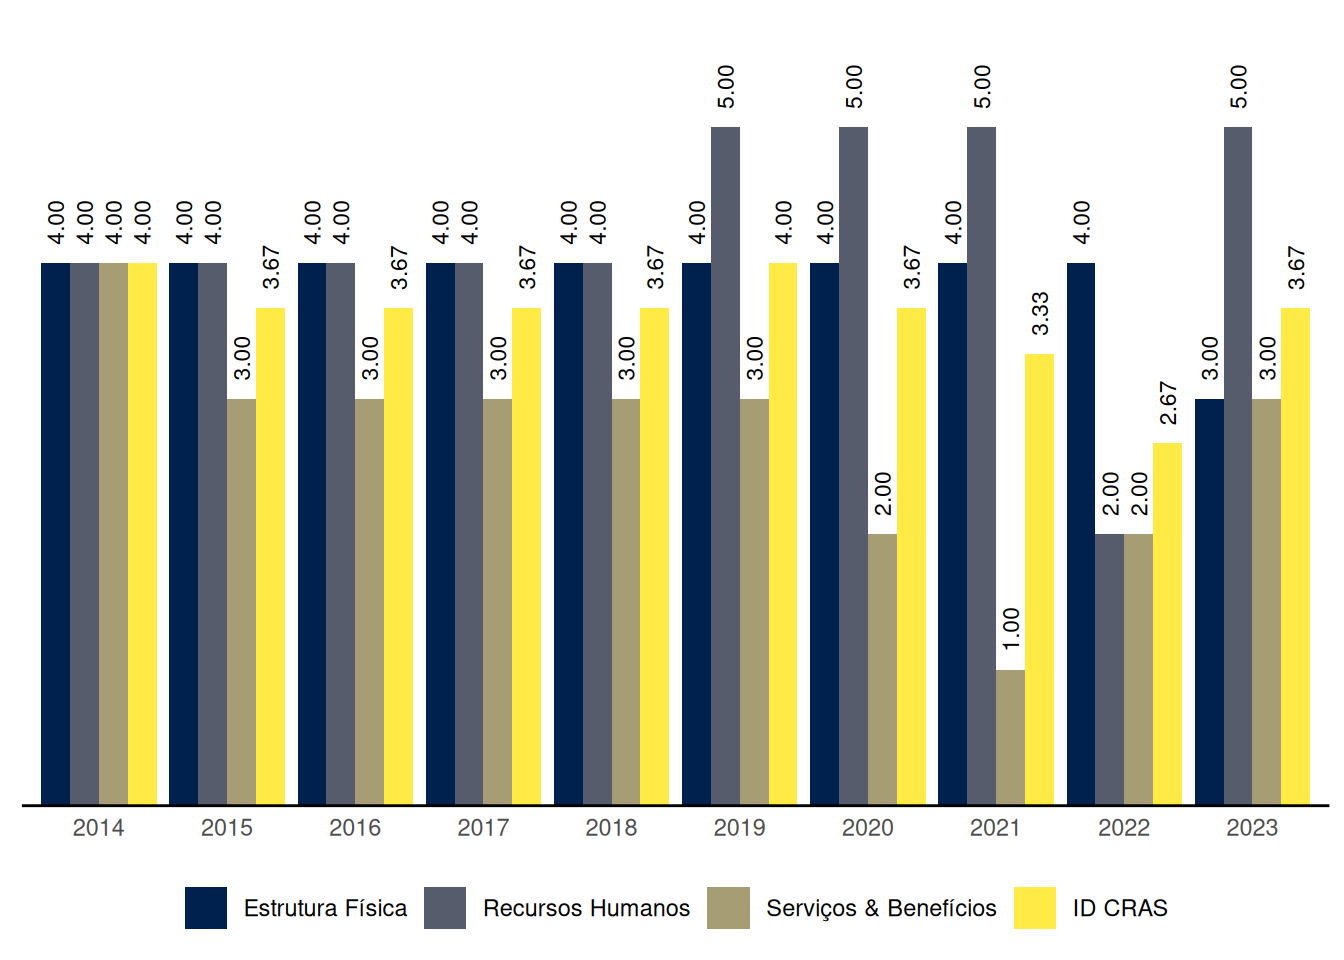 5.00 5.00 5.00 5.00
4.00 4.00 4.00 4.00 4.00 4.00 4.00 4.00 4.00 4.00 4.00 4.00 4.00 4.00 4.00 4.00 4.00 4.00
3.67 3.67 3.67 3.67 3.67 3.67
3.33
3.00 3.00 3.00 3.00 3.00 3.00 3.00
2.67
2.00 2.00 2.00
1.00
2014 2015 2016 2017 2018 2019 2020 2021 2022 2023
Estrutura Física Recursos Humanos Serviços & Benefícios ID CRAS